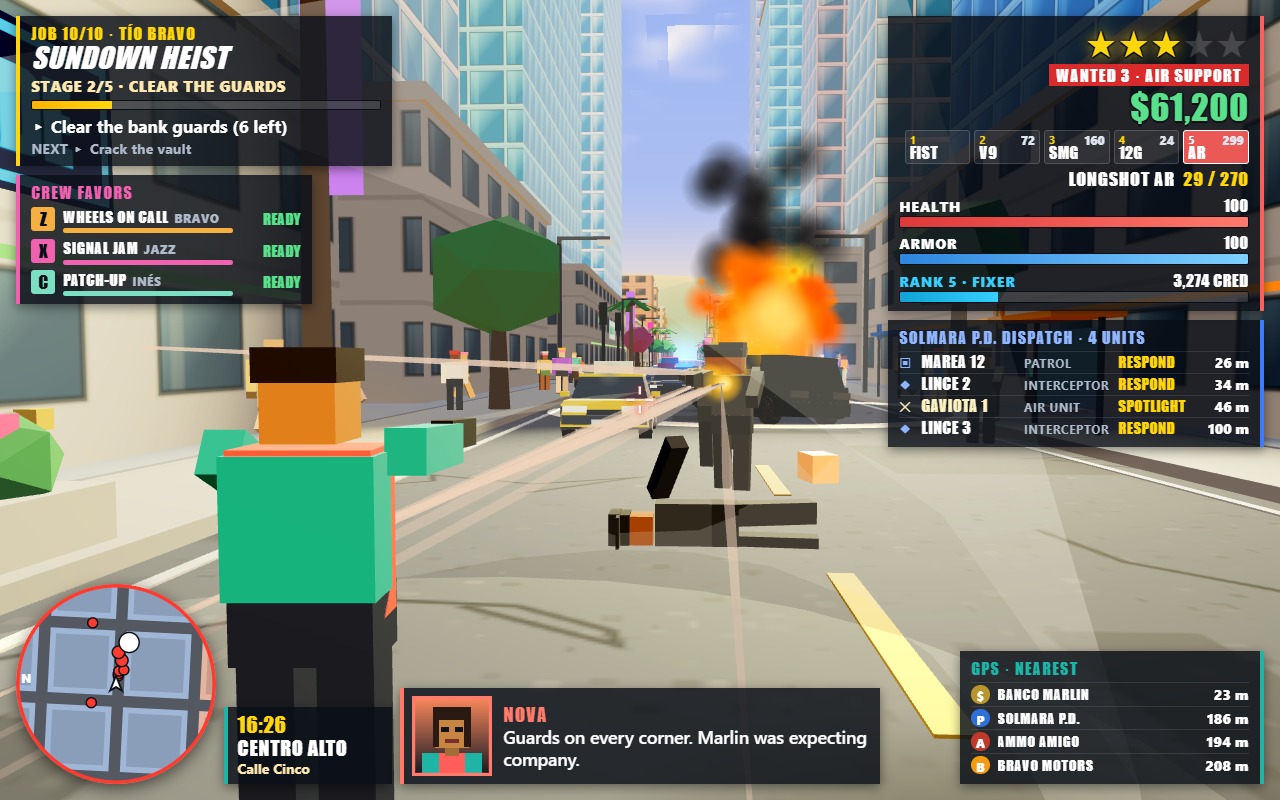 JOB 10/10 · TÍO BRAVO
SUNDOWN HEIST
STAGE 2/5 · CLEAR THE GUARDS
▸ Clear the bank guards (6 left)
NEXT ▸ Crack the vault
CREW FAVORS
Z WHEELS ON CALL BRAVO READY
X SIGNAL JAM JAZZ READY
C PATCH-UP INÉS READY
WANTED 3 · AIR SUPPORT
$61,200
1 FIST
2 72 V9
3 160 SMG
4 24 12G
5 299 AR
LONGSHOT AR 29 / 270
HEALTH 100
ARMOR 100
RANK 5 · FIXER 3,274 CRED
SOLMARA P.D. DISPATCH · 4 UNITS
MAREA 12 PATROL RESPOND 26 m
LINCE 2 INTERCEPTOR RESPOND 34 m
GAVIOTA 1 AIR UNIT SPOTLIGHT 46 m
LINCE 3 INTERCEPTOR RESPOND 100 m
N
16:26
CENTRO ALTO
Calle Cinco
NOVA
Guards on every corner. Marlin was expecting
company.
GPS · NEAREST
$ BANCO MARLIN 23 m
P SOLMARA P.D. 186 m
A AMMO AMIGO 194 m
B BRAVO MOTORS 208 m